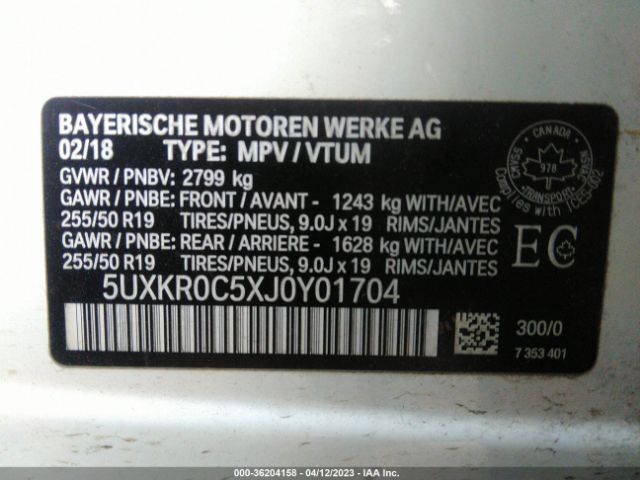 BAYERISCHE MOTOREN WERKE AG
02/18 TYPE: MPV / VTUM
GVWR / PNBV: 2799 kg
GAWR / PNBE: FRONT / AVANT - 1243 kg WITH/AVEC
255/50 R19 TIRES/PNEUS, 9.0J x 19 RIMS/JANTES
GAWR / PNBE: REAR / ARRIERE - 1628 kg WITH/AVEC
255/50 R19 TIRES/PNEUS, 9.0J x 19 RIMS/JANTES
5UXKR0C5XJ0Y01704
CANADA
978
TRANSPORT
EC
300/0
7 353 401
000-36204158 - 04/12/2023 - IAA Inc.